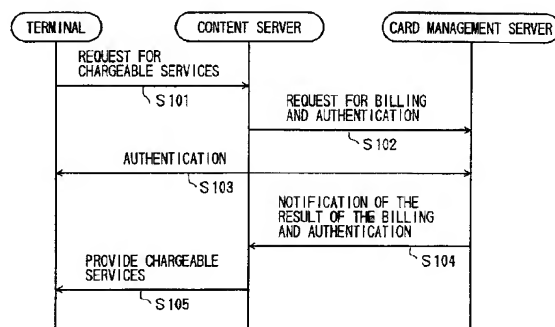 TERMINAL
CONTENT SERVER
CARD MANAGEMENT SERVER
REQUEST FOR
CHARGEABLE SERVICES
S101
REQUEST FOR BILLING
AND AUTHENTICATION
S102
AUTHENTICATION
S103
NOTIFICATION OF THE
RESULT OF THE BILLING
AND AUTHENTICATION
S104
PROVIDE CHARGEABLE
SERVICES
S105